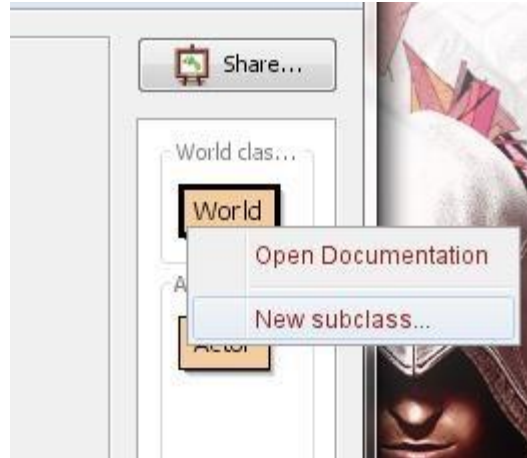 Share...
World clas...
World
Open Documentation
A
New subclass...
Actor